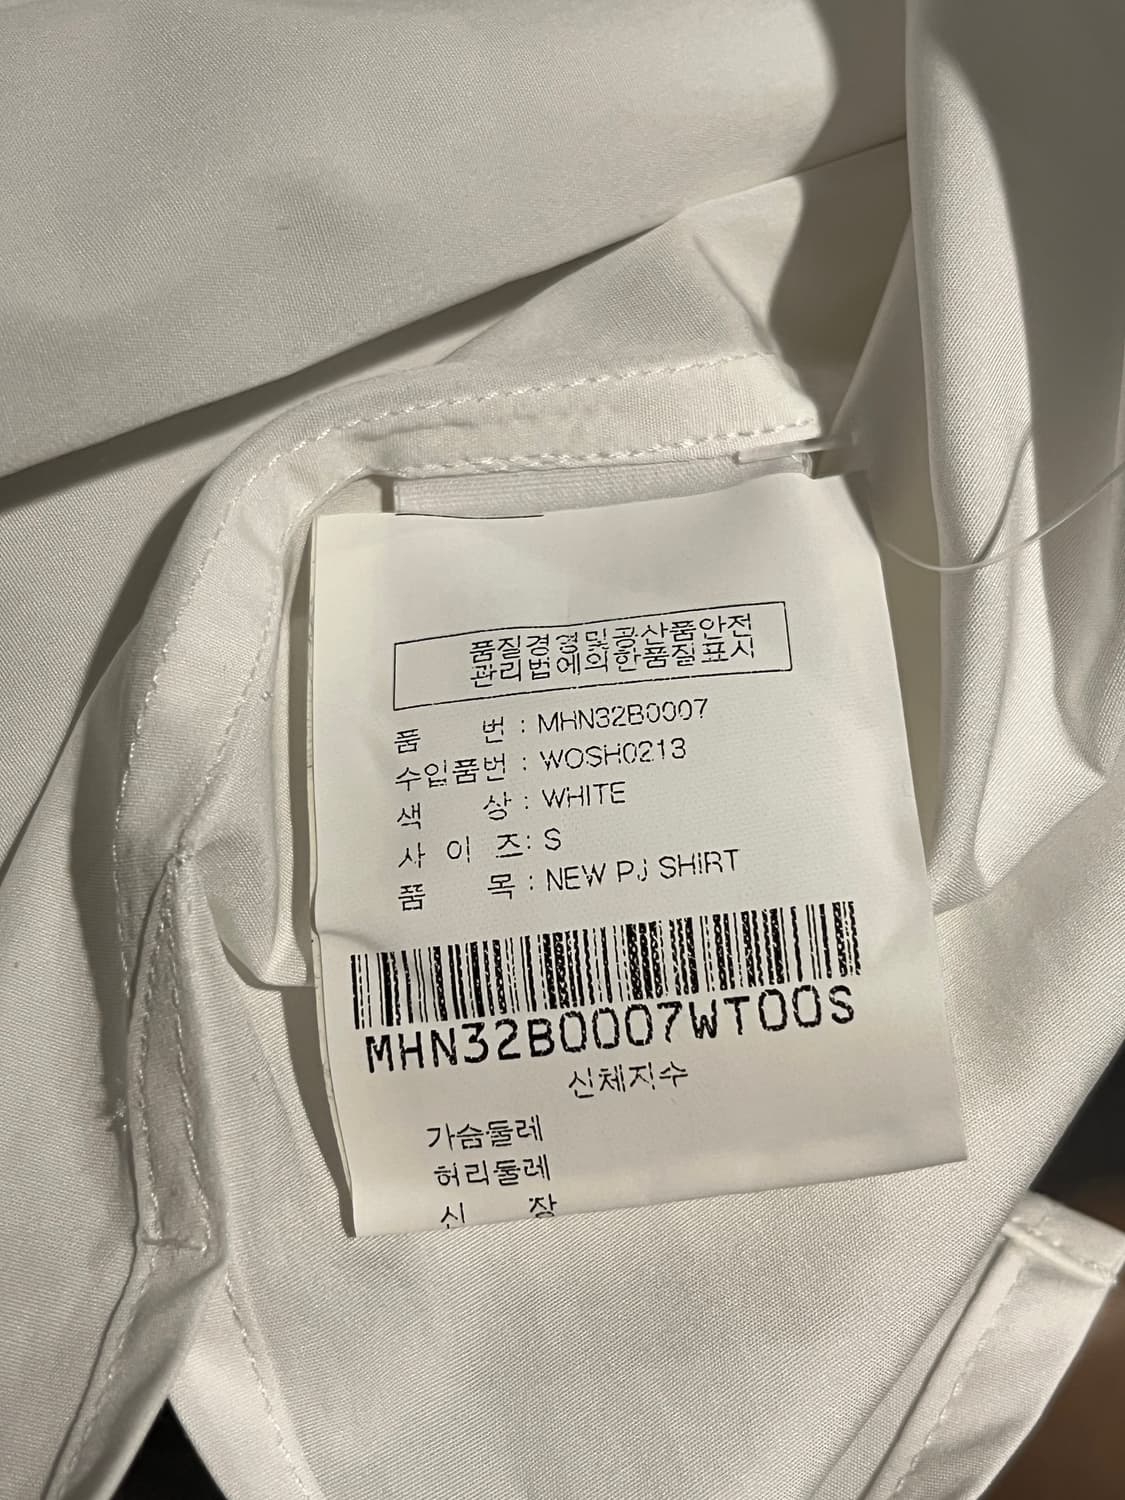 품질경영및공산품안전
관리법에의한품질표시
품 번 : MHN32B0007
수입품번 : WOSH0213
색 상 : WHITE
사 이 즈 : S
품 목 : NEW PJ SHIRT
MHN32B0007WT00S
신체지수
가슴둘레
허리둘레
신 장